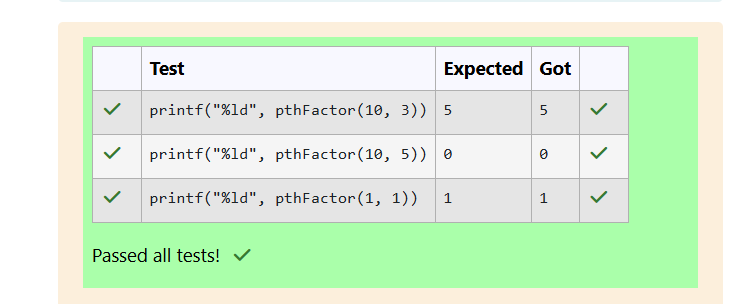 Test Expected Got
printf("%ld", pthFactor(10, 3)) 5 5
printf("%ld", pthFactor(10, 5)) 0 0
printf("%ld", pthFactor(1, 1)) 1 1
Passed all tests!